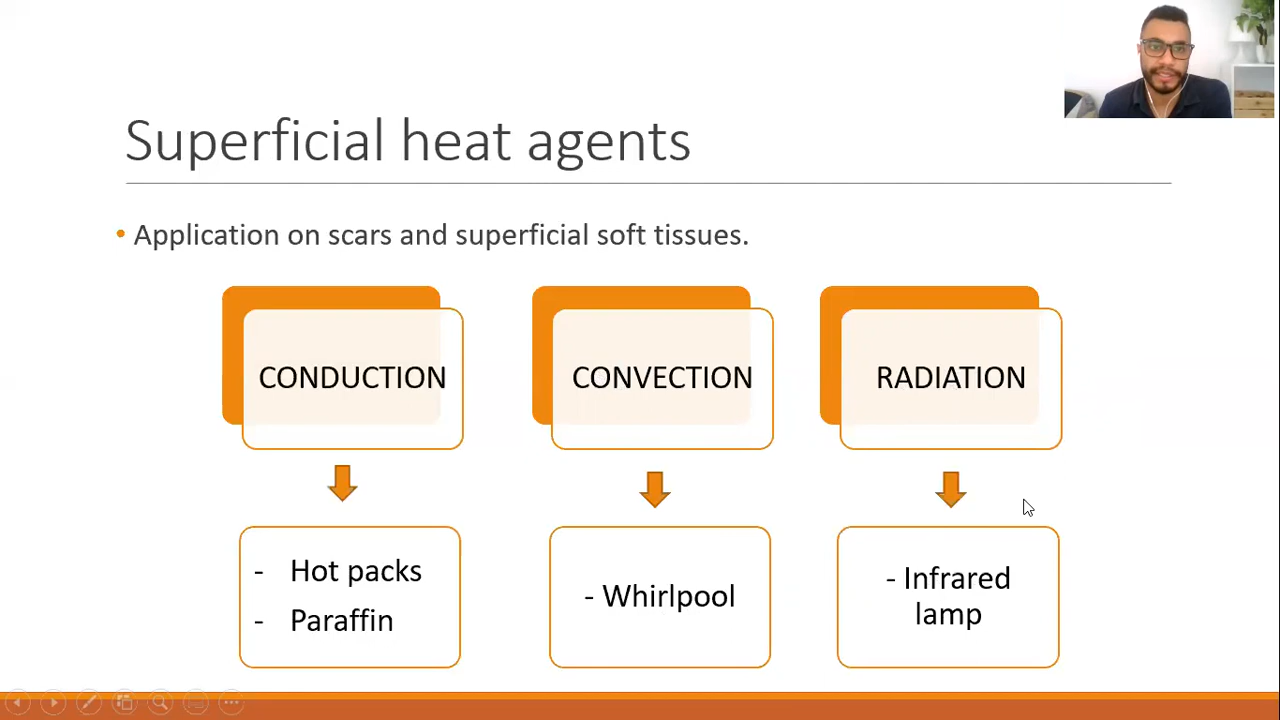 Superficial heat agents
• Application on scars and superficial soft tissues.
CONDUCTION
CONVECTION
RADIATION
- Hot packs
- Paraffin
- Whirlpool
- Infrared
lamp